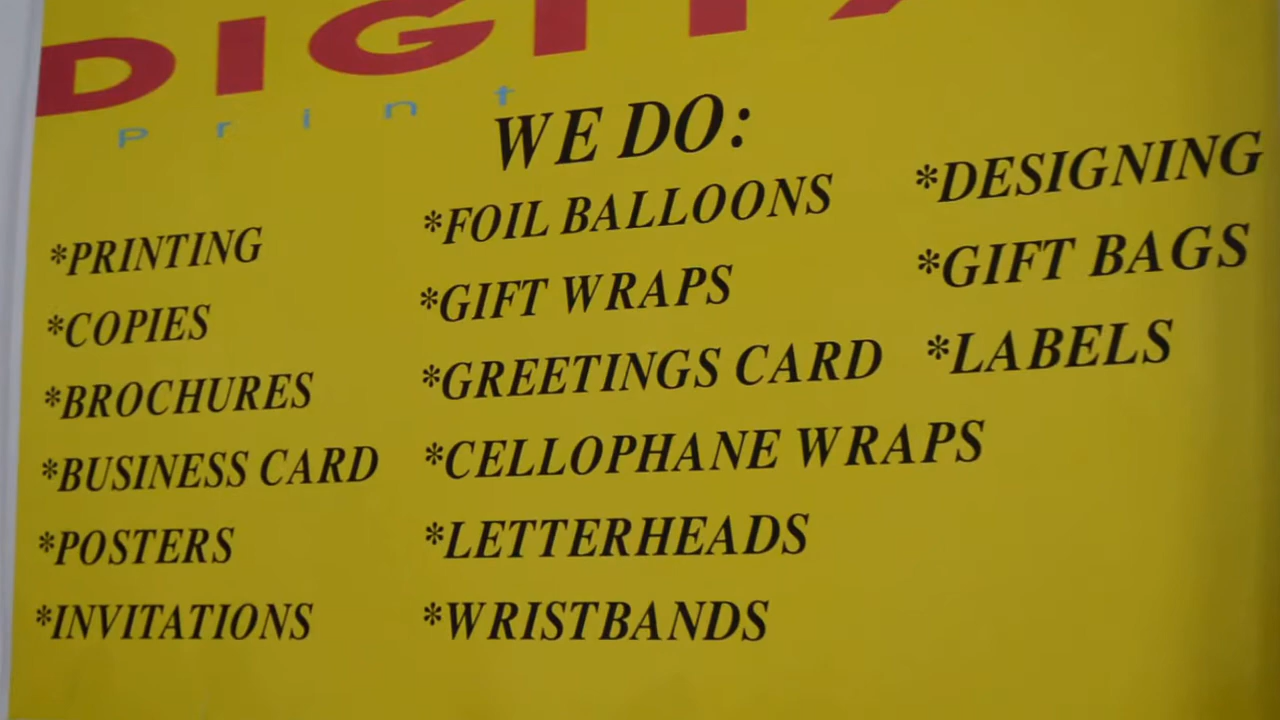 Print
WE DO:
*PRINTING
*COPIES
*BROCHURES
*BUSINESS CARD
*POSTERS
*INVITATIONS
*FOIL BALLOONS
*GIFT WRAPS
*GREETINGS CARD
*CELLOPHANE WRAPS
*LETTERHEADS
*WRISTBANDS
*DESIGNING
*GIFT BAGS
*LABELS